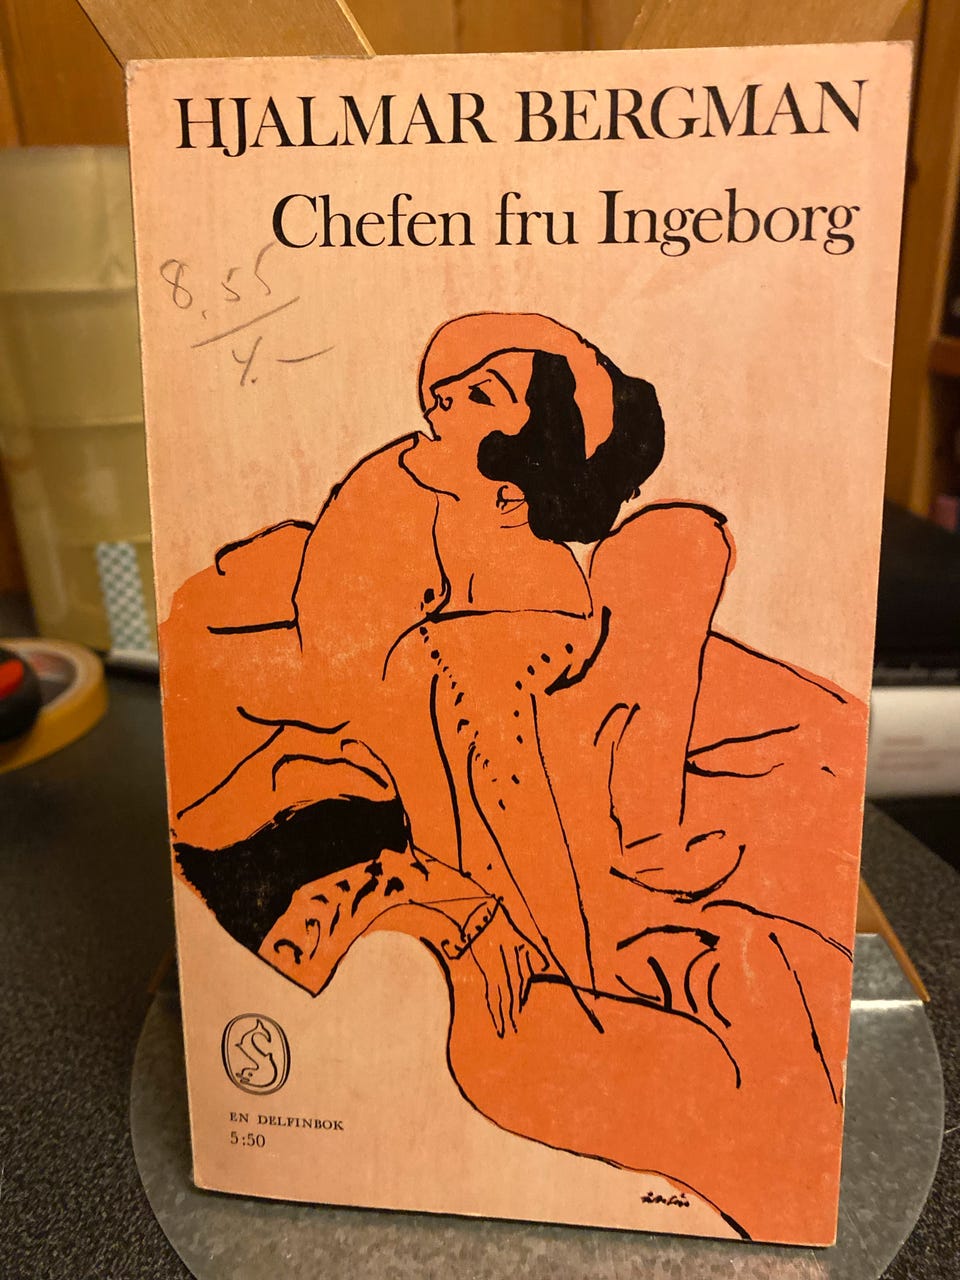 HJALMAR BERGMAN
Chefen fru Ingeborg
8.55
4.–
EN DELFINBOK
5:50